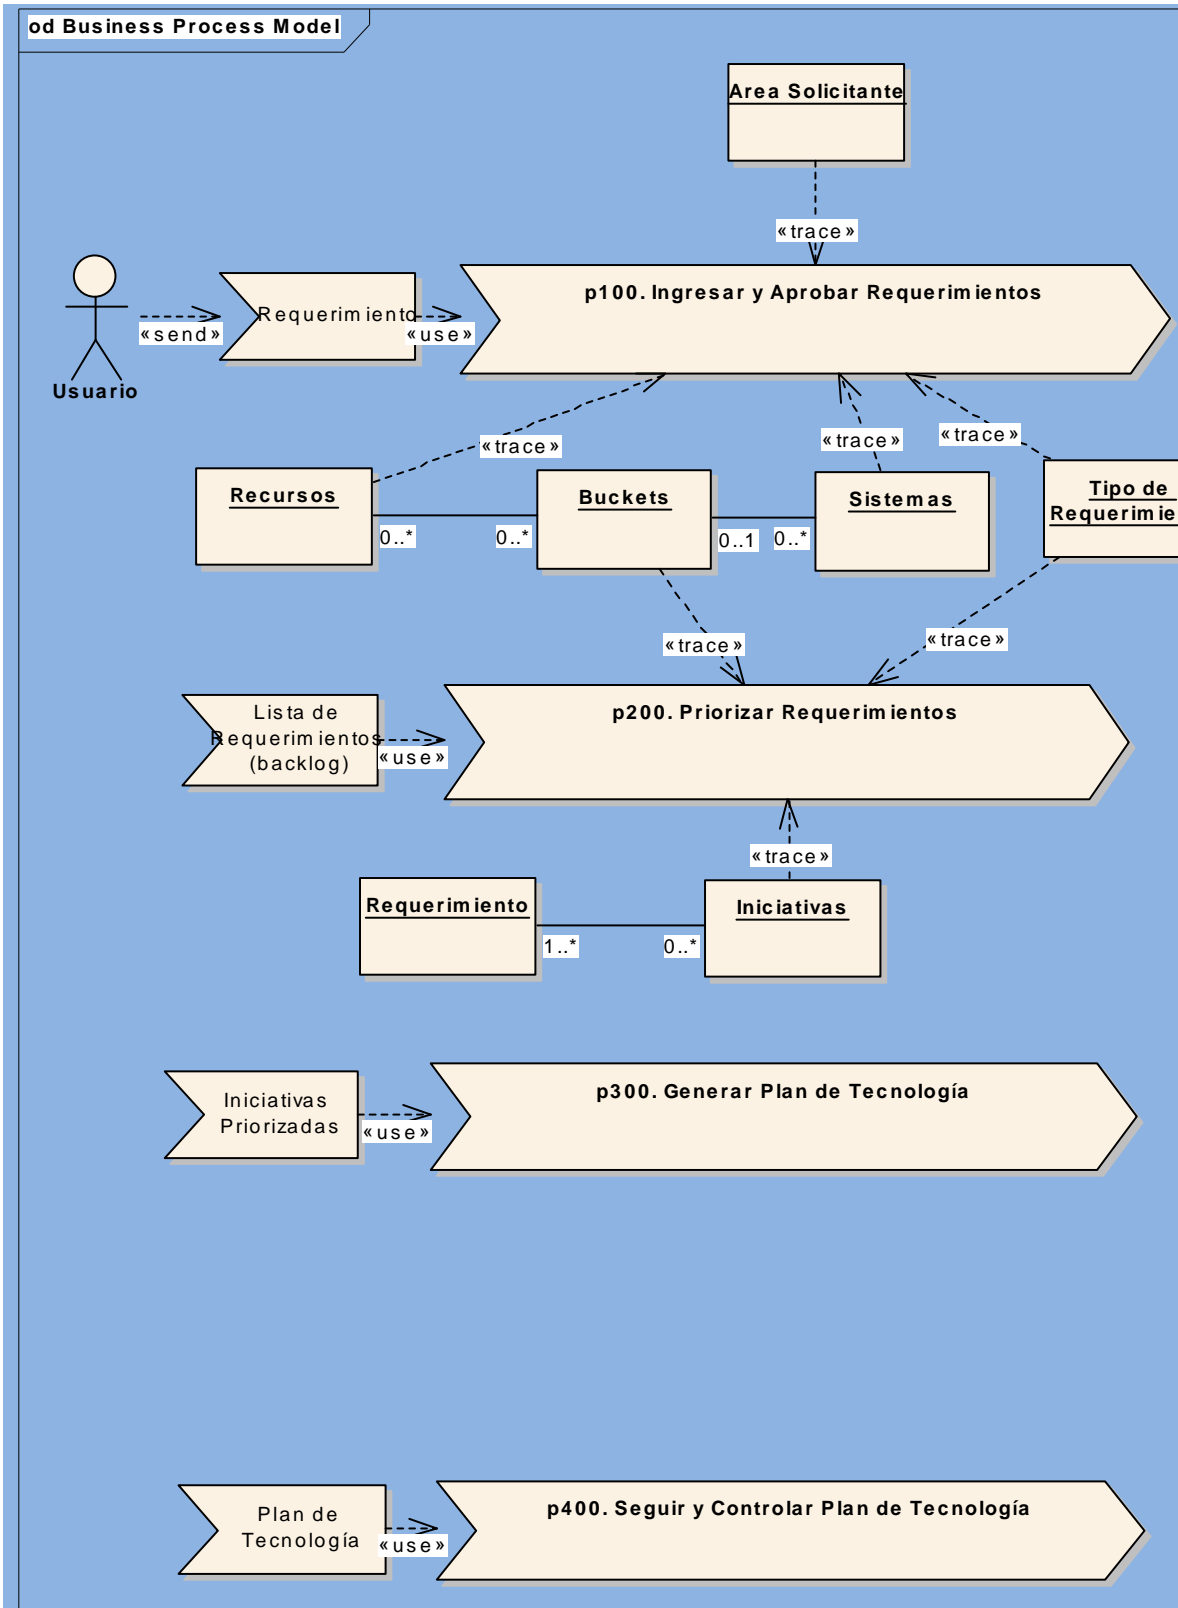 od Business Process Model
Area Solicitante
«trace»
p100. Ingresar y Aprobar Requerimientos
Requerimiento
«send»
«use»
Usuario
«trace»
«trace»
«trace»
Recursos
Buckets
Sistemas
Tipo de
0..*
0..*
0..1
0..*
«trace»
«trace»
Lista de
Requerimientos
(backlog)
«use»
p200. Priorizar Requerimientos
«trace»
Requerimiento
Iniciativas
1..*
0..*
Iniciativas
Priorizadas
«use»
p300. Generar Plan de Tecnología
Plan de
Tecnología
«use»
p400. Seguir y Controlar Plan de Tecnología